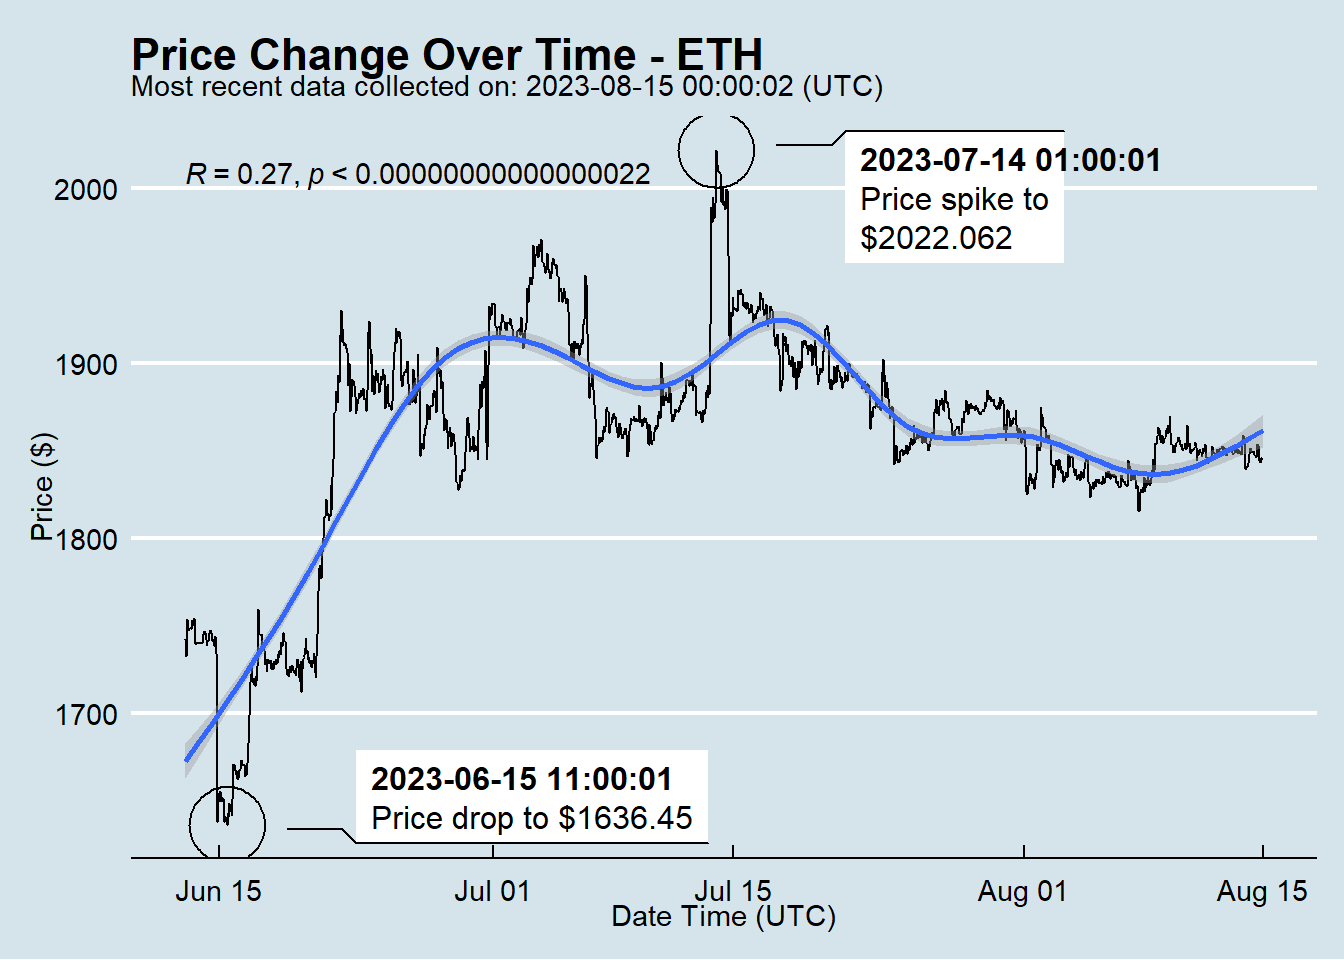 Price Change Over Time - ETH
Most recent data collected on: 2023-08-15 00:00:02 (UTC)
R = 0.27, p < 0.00000000000000022
2023-07-14 01:00:01
Price spike to
$2022.062
2000
1900
1800
1700
Price ($)
2023-06-15 11:00:01
Price drop to $1636.45
Jun 15
Jul 01
Jul 15
Aug 01
Aug 15
Date Time (UTC)